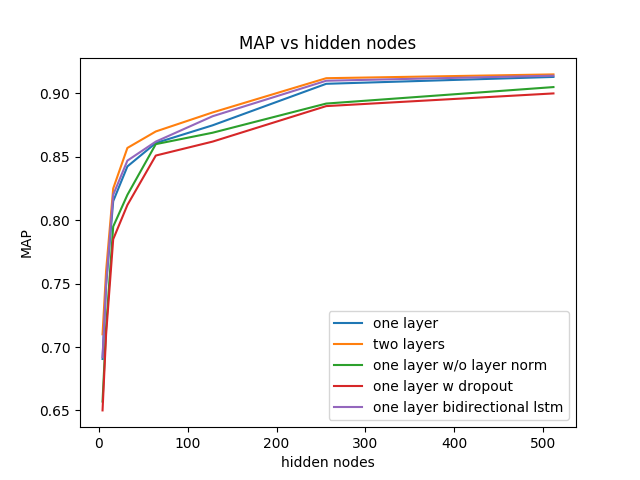 MAP vs hidden nodes
MAP
0.90
0.85
0.80
0.75
0.70
0.65
one layer
two layers
one layer w/o layer norm
one layer w dropout
one layer bidirectional lstm
0 100 200 300 400 500
hidden nodes